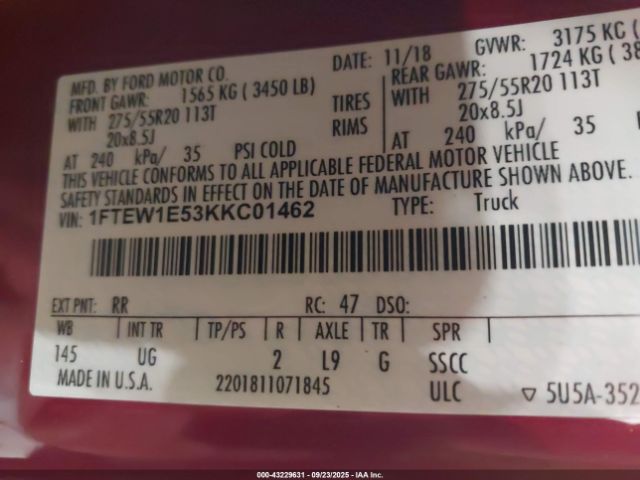 MFD. BY FORD MOTOR CO. DATE: 11/18 GVWR: 3175 KG
FRONT GAWR: 1565 KG ( 3450 LB) REAR GAWR: 1724 KG (
WITH 275/55R20 113T TIRES WITH 275/55R20 113T
20x8.5J RIMS 20x8.5J
AT 240 kPa/ 35 PSI COLD AT 240 kPa/ 35
THIS VEHICLE CONFORMS TO ALL APPLICABLE FEDERAL MOTOR VEHICLE
SAFETY STANDARDS IN EFFECT ON THE DATE OF MANUFACTURE SHOWN ABOVE.
VIN: 1FTEW1E53KKC01462 TYPE: Truck
EXT PNT: RR RC: 47 DSO:
WB INT TR TP/PS R AXLE TR SPR
145 UG 2 L9 G SSCC
MADE IN U.S.A. 2201811071845 ULC ▽ 5U5A-352
000-43229631 - 09/23/2025 - IAA Inc.